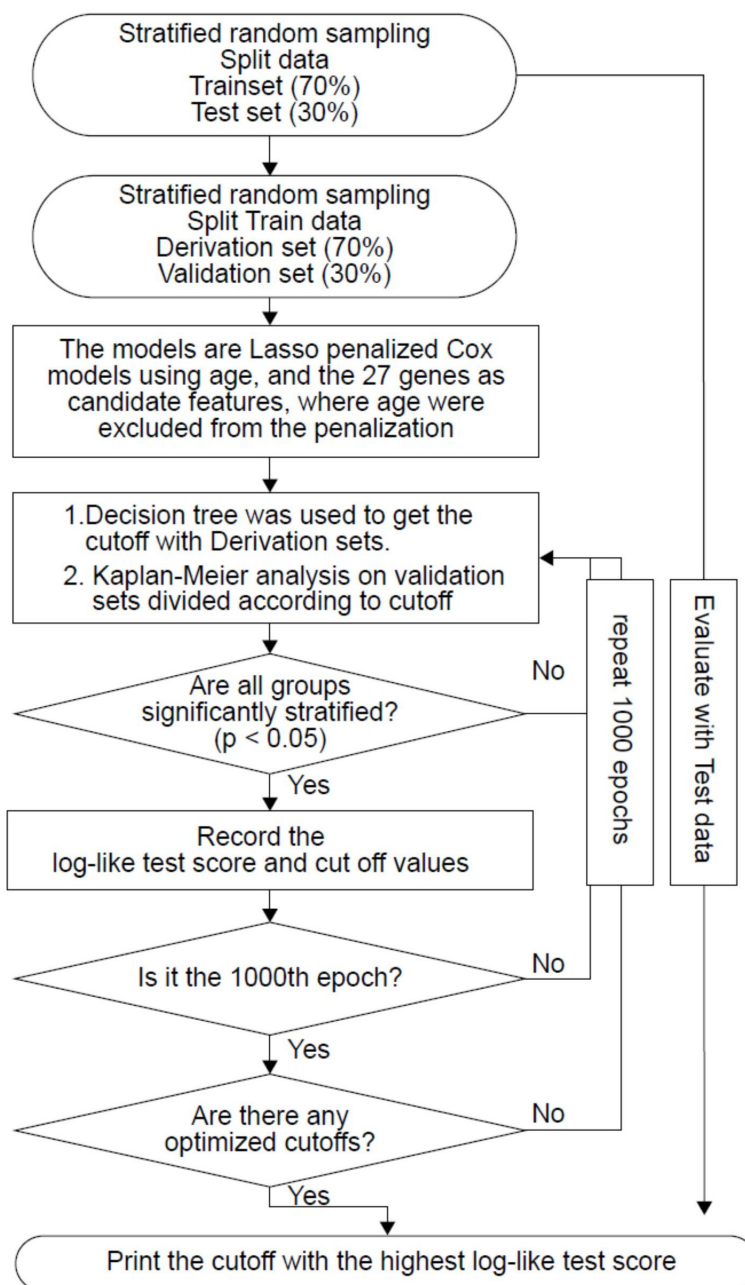 Stratified random sampling
Split data
Trainset (70%)
Test set (30%)
Stratified random sampling
Split Train data
Derivation set (70%)
Validation set (30%)
The models are Lasso penalized Cox
models using age, and the 27 genes as
candidate features, where age were
excluded from the penalization
1.Decision tree was used to get the
cutoff with Derivation sets.
2. Kaplan-Meier analysis on validation
sets divided according to cutoff
Are all groups
significantly stratified?
(p < 0.05)
No
Yes
Record the
log-like test score and cut off values
Is it the 1000th epoch?
No
Yes
Are there any
optimized cutoffs?
No
Yes
repeat 1000 epochs
Evaluate with Test data
Print the cutoff with the highest log-like test score